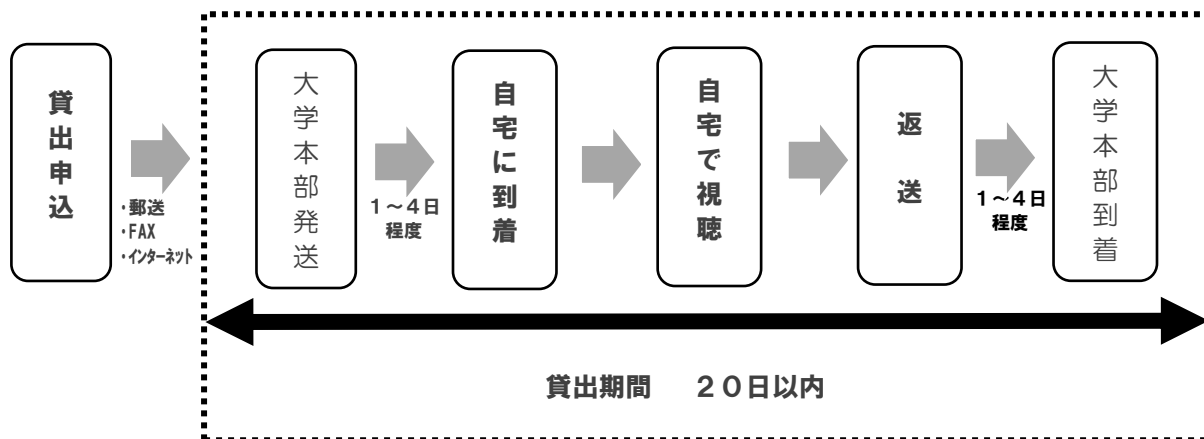 貸出申込
・郵送
・FAX
・インターネット
大学本部発送
１～４日
程度
自宅に到着
自宅で視聴
返送
１～４日
程度
大学本部到着
貸出期間　２０日以内